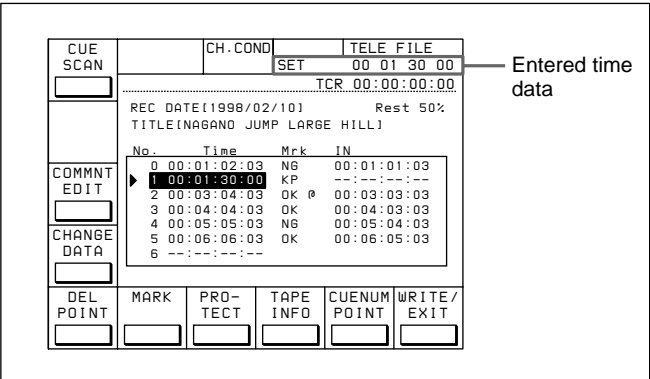 CUE SCAN
CH.COND
TELE FILE
SET 00 01 30 00
Entered time data
TCR 00:00:00:00
REC DATE[1998/02/10] Rest 50%
TITLE[NAGANO JUMP LARGE HILL]
No. Time Mrk IN
0 00:01:02:03 NG 00:01:01:03
1 00:01:30:00 KP --:--:--:--
2 00:03:04:03 OK @ 00:03:03:03
3 00:04:04:03 OK 00:04:03:03
4 00:05:05:03 NG 00:05:04:03
5 00:06:06:03 OK 00:06:05:03
6 --:--:--:--
COMMNT EDIT
CHANGE DATA
DEL POINT
MARK
PRO-TECT
TAPE INFO
CUENUM POINT
WRITE/EXIT